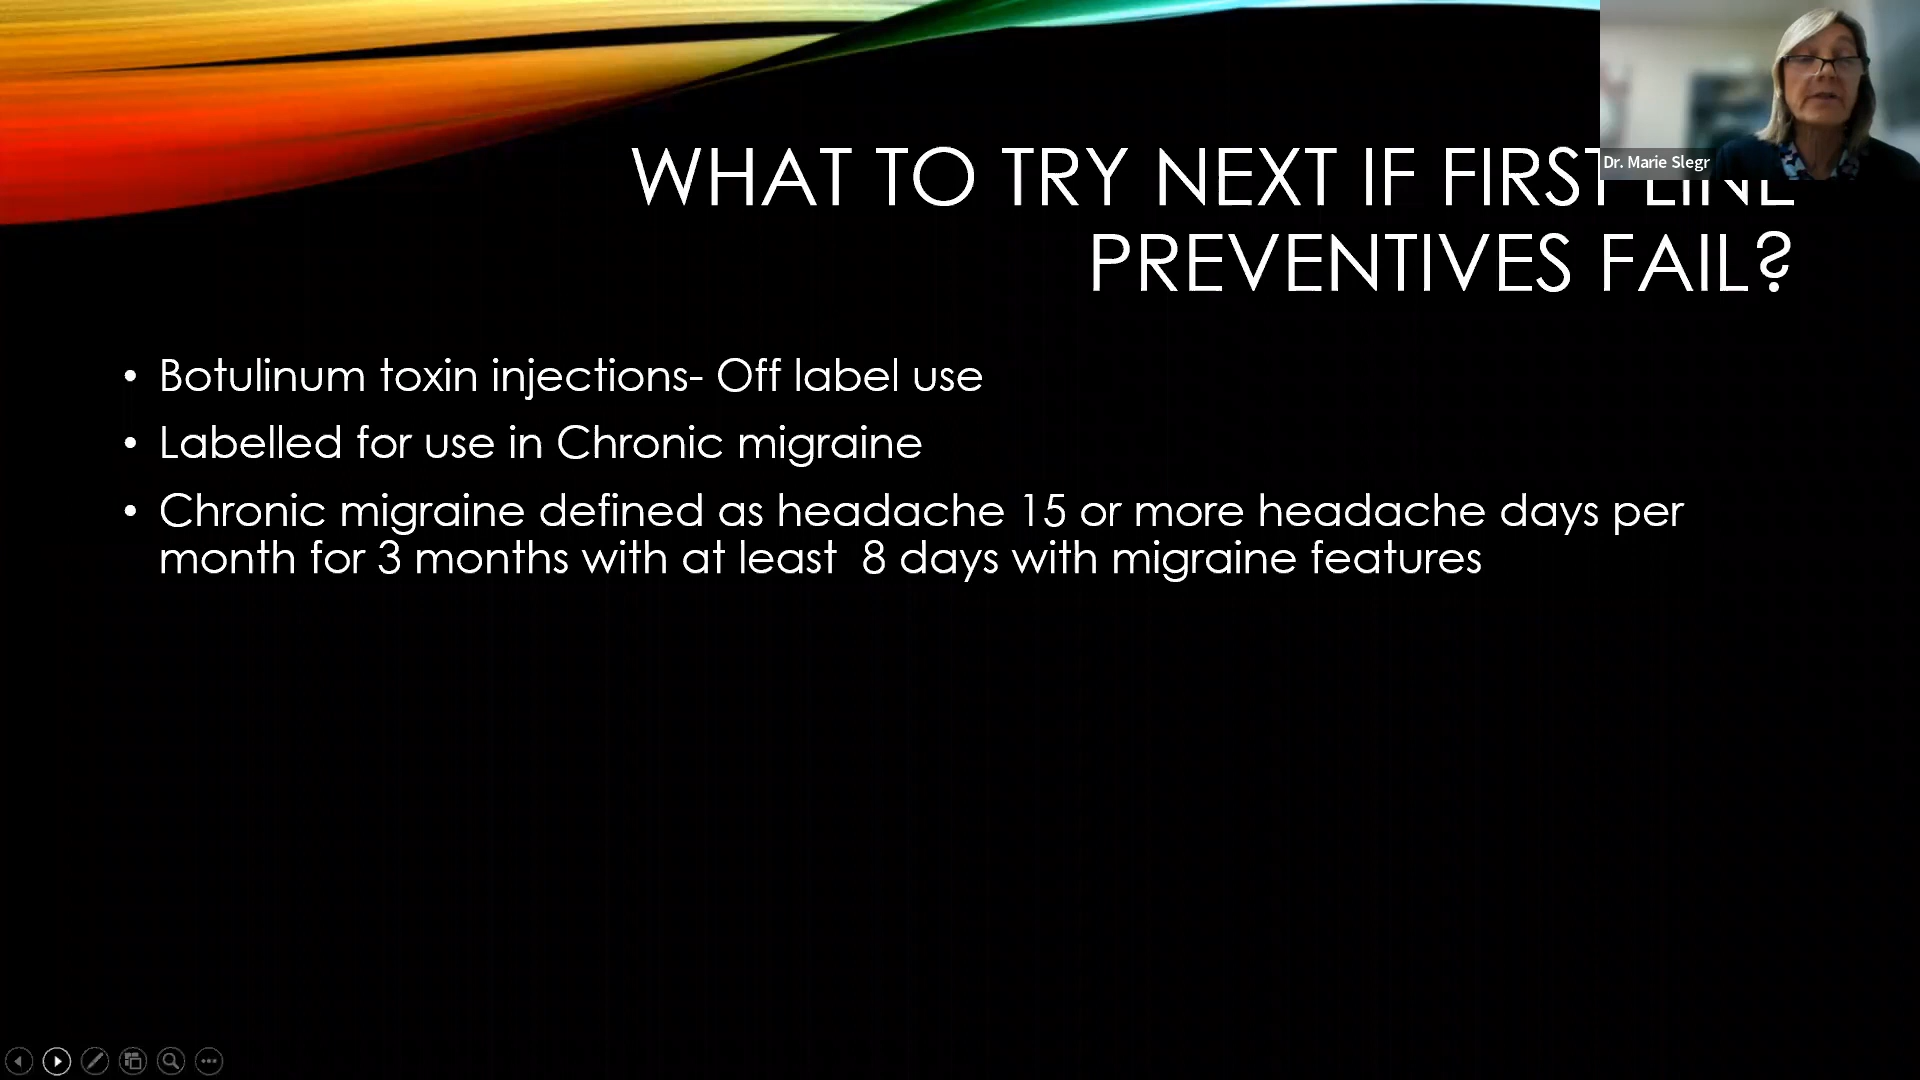 WHAT TO TRY NEXT IF FIRST LINE
PREVENTIVES FAIL?
Dr. Marie Slegr
• Botulinum toxin injections- Off label use
• Labelled for use in Chronic migraine
• Chronic migraine defined as headache 15 or more headache days per
month for 3 months with at least 8 days with migraine features